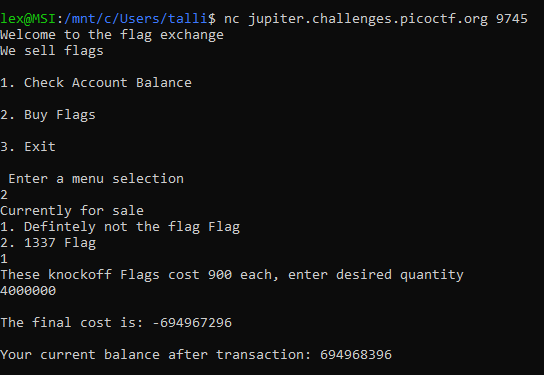 lex@MSI:/mnt/c/Users/talli$ nc jupiter.challenges.picoctf.org 9745
Welcome to the flag exchange
We sell flags
1. Check Account Balance
2. Buy Flags
3. Exit
Enter a menu selection
2
Currently for sale
1. Defintely not the flag Flag
2. 1337 Flag
1
These knockoff Flags cost 900 each, enter desired quantity
4000000
The final cost is: -694967296
Your current balance after transaction: 694968396